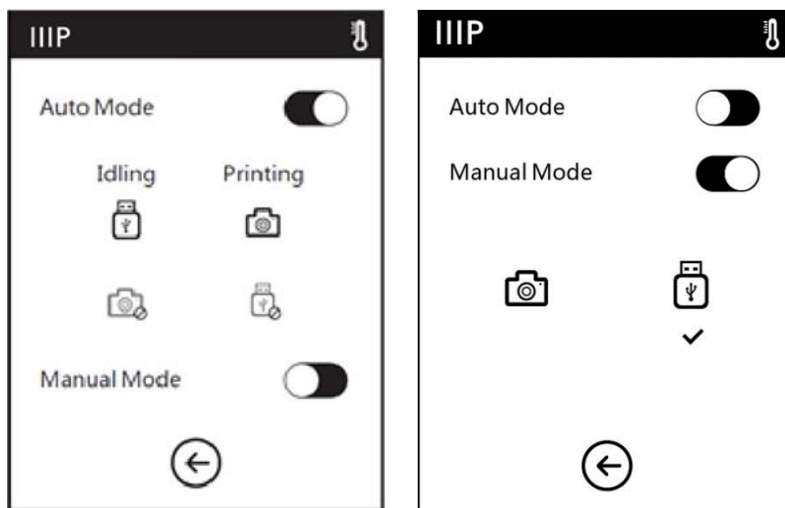 IIIP
Auto Mode
Idling Printing
Manual Mode
IIIP
Auto Mode
Manual Mode